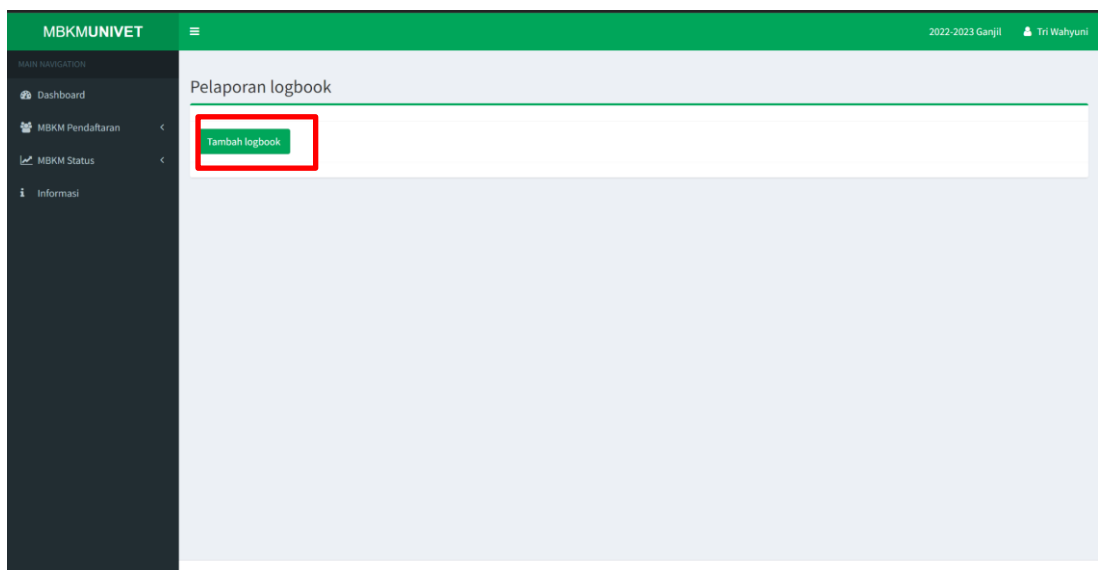 MBKMUNIVET
2022-2023 Ganjil
Tri Wahyuni
MAIN NAVIGATION
Dashboard
MBKM Pendaftaran
MBKM Status
Informasi
Pelaporan logbook
Tambah logbook